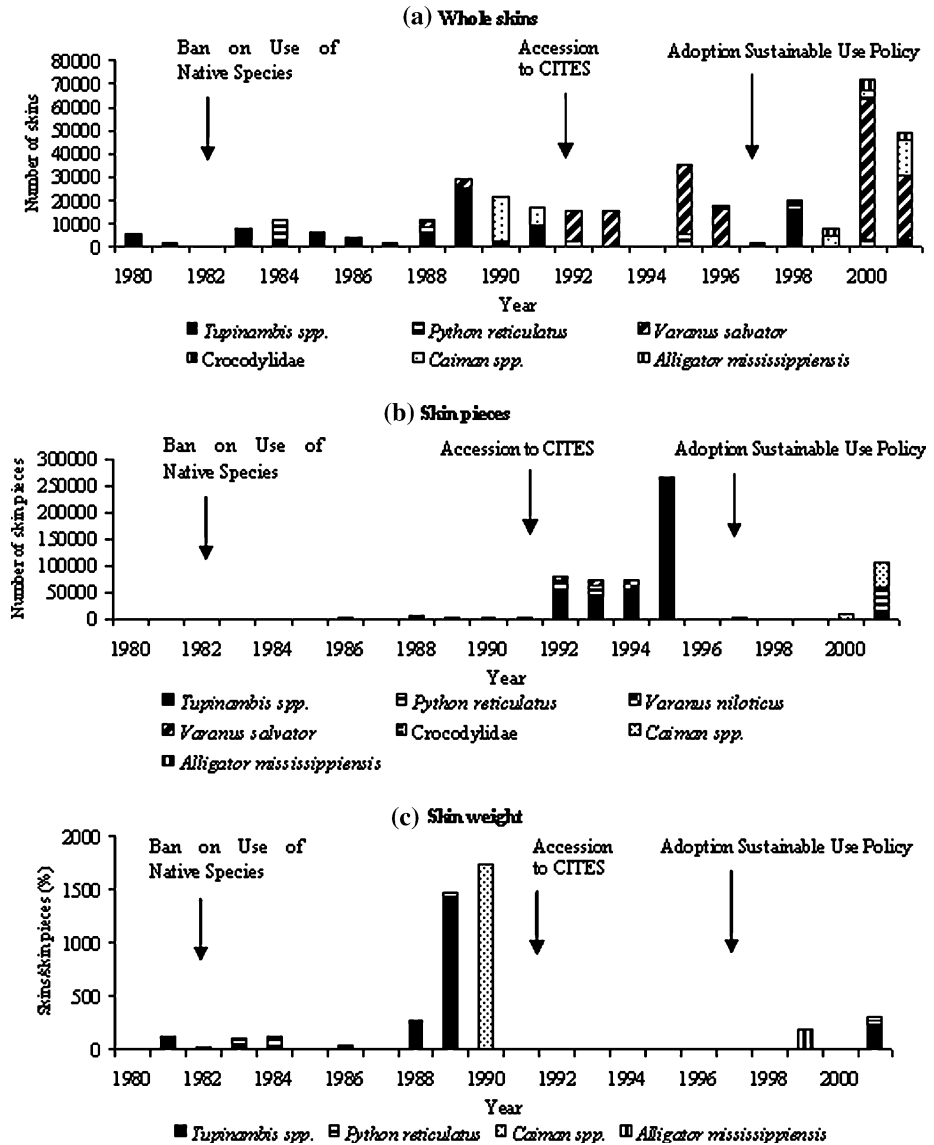 (a) Whole skins
Ban on Use of
Native Species
Accession
to CITES
Adoption Sustainable Use Policy
Number of skins
80000
70000
60000
50000
40000
30000
20000
10000
0
1980 1982 1984 1986 1988 1990 1992 1994 1996 1998 2000
Year
Tupinambis spp. Python reticulatus Varanus salvator
Crocodylidae Caiman spp. Alligator mississippiensis
(b) Skin pieces
Ban on Use of
Native Species
Accession to CITES
Adoption Sustainable Use Policy
Number of skin pieces
300000
250000
200000
150000
100000
50000
0
1980 1982 1984 1986 1988 1990 1992 1994 1996 1998 2000
Year
Tupinambis spp. Python reticulatus Varanus niloticus
Varanus salvator Crocodylidae Caiman spp.
Alligator mississippiensis
(c) Skin weight
Ban on Use of
Native Species
Accession
to CITES
Adoption Sustainable Use Policy
Skins/skin pieces (%)
2000
1500
1000
500
0
1980 1982 1984 1986 1988 1990 1992 1994 1996 1998 2000
Year
Tupinambis spp. Python reticulatus Caiman spp. Alligator mississippiensis